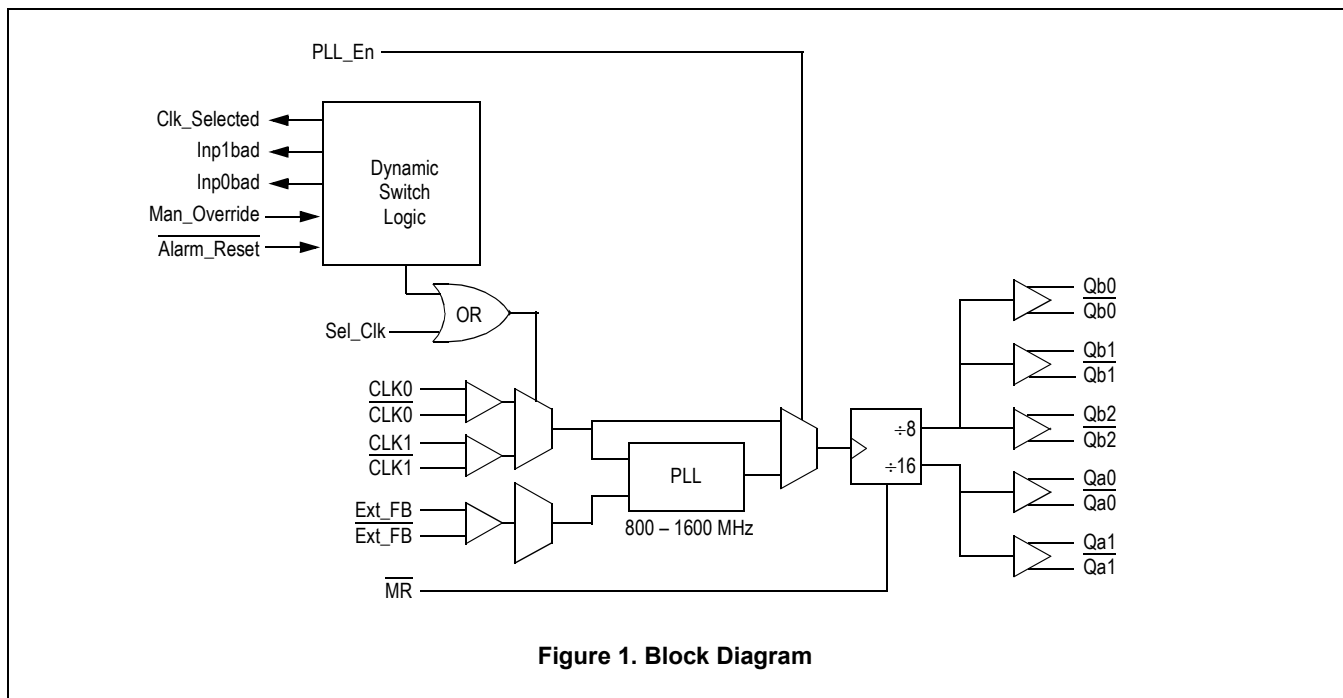 PLL_En
Clk_Selected
Inp1bad
Inp0bad
Man_Override
Alarm_Reset
Dynamic
Switch
Logic
OR
Sel_Clk
CLK0
CLK0
CLK1
CLK1
Ext_FB
Ext_FB
MR
PLL
800 – 1600 MHz
÷8
÷16
Qb0
Qb0
Qb1
Qb1
Qb2
Qb2
Qa0
Qa0
Qa1
Qa1
Figure 1. Block Diagram